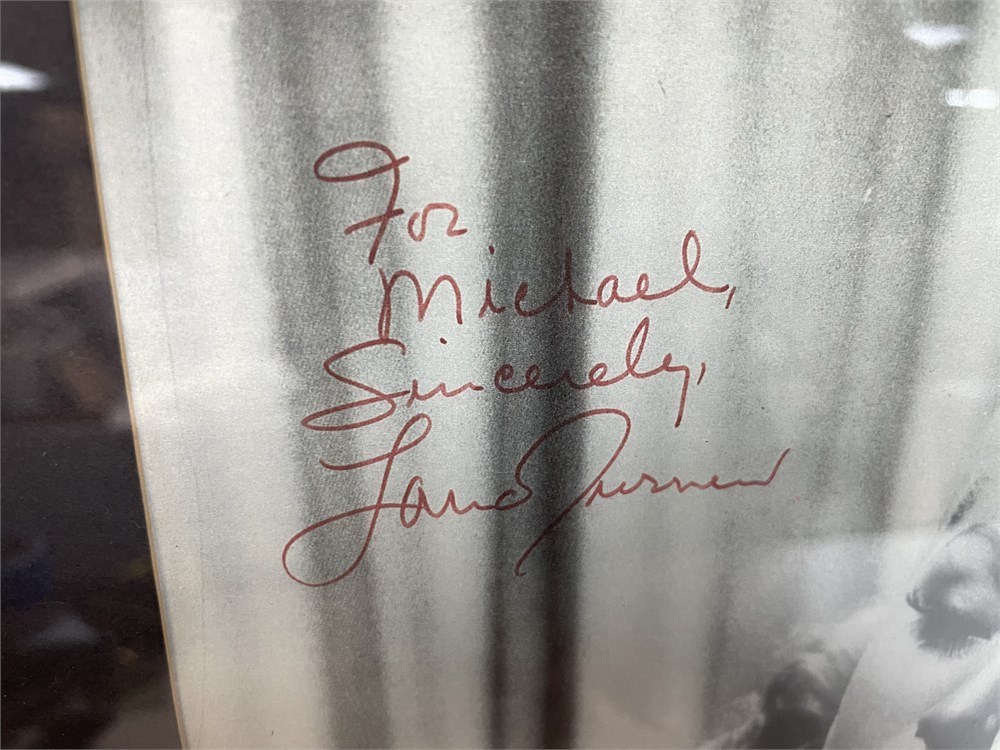 For
Michael,
Sincerely,
Lana Turner